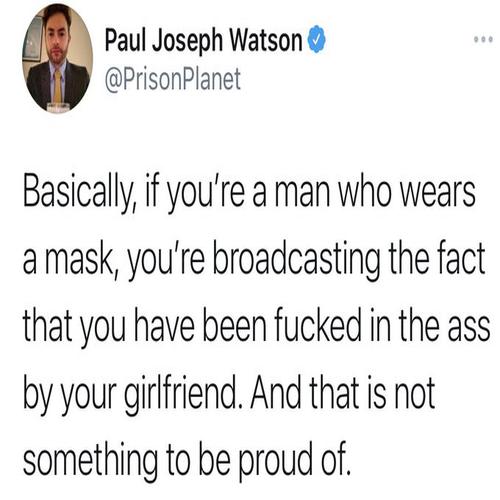 Paul Joseph Watson
@PrisonPlanet
Basically, if you're a man who wears
a mask, you're broadcasting the fact
that you have been fucked in the ass
by your girlfriend. And that is not
something to be proud of.